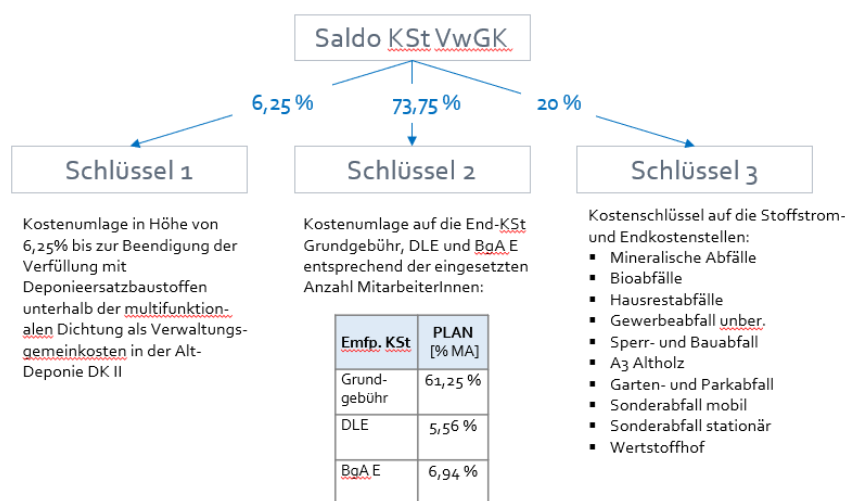 Saldo KSt VwGK
6,25 %
73,75 %
20 %
Schlüssel 1
Schlüssel 2
Schlüssel 3
Kostenumlage in Höhe von
6,25% bis zur Beendigung der
Verfüllung mit
Deponieersatzbaustoffen
unterhalb der multifunktion-
alen Dichtung als Verwaltungs-
gemeinkosten in der Alt-
Deponie DK II
Kostenumlage auf die End-KSt
Grundgebühr, DLE und BgA E
entsprechend der eingesetzten
Anzahl MitarbeiterInnen:
Emfp. KSt
PLAN
[% MA]
Grund-
gebühr
61,25 %
DLE
5,56 %
BgA E
6,94 %
Kostenschlüssel auf die Stoffstrom-
und Endkostenstellen:
▪ Mineralische Abfälle
▪ Bioabfälle
▪ Hausrestabfälle
▪ Gewerbeabfall unber.
▪ Sperr- und Bauabfall
▪ A3 Altholz
▪ Garten- und Parkabfall
▪ Sonderabfall mobil
▪ Sonderabfall stationär
▪ Wertstoffhof